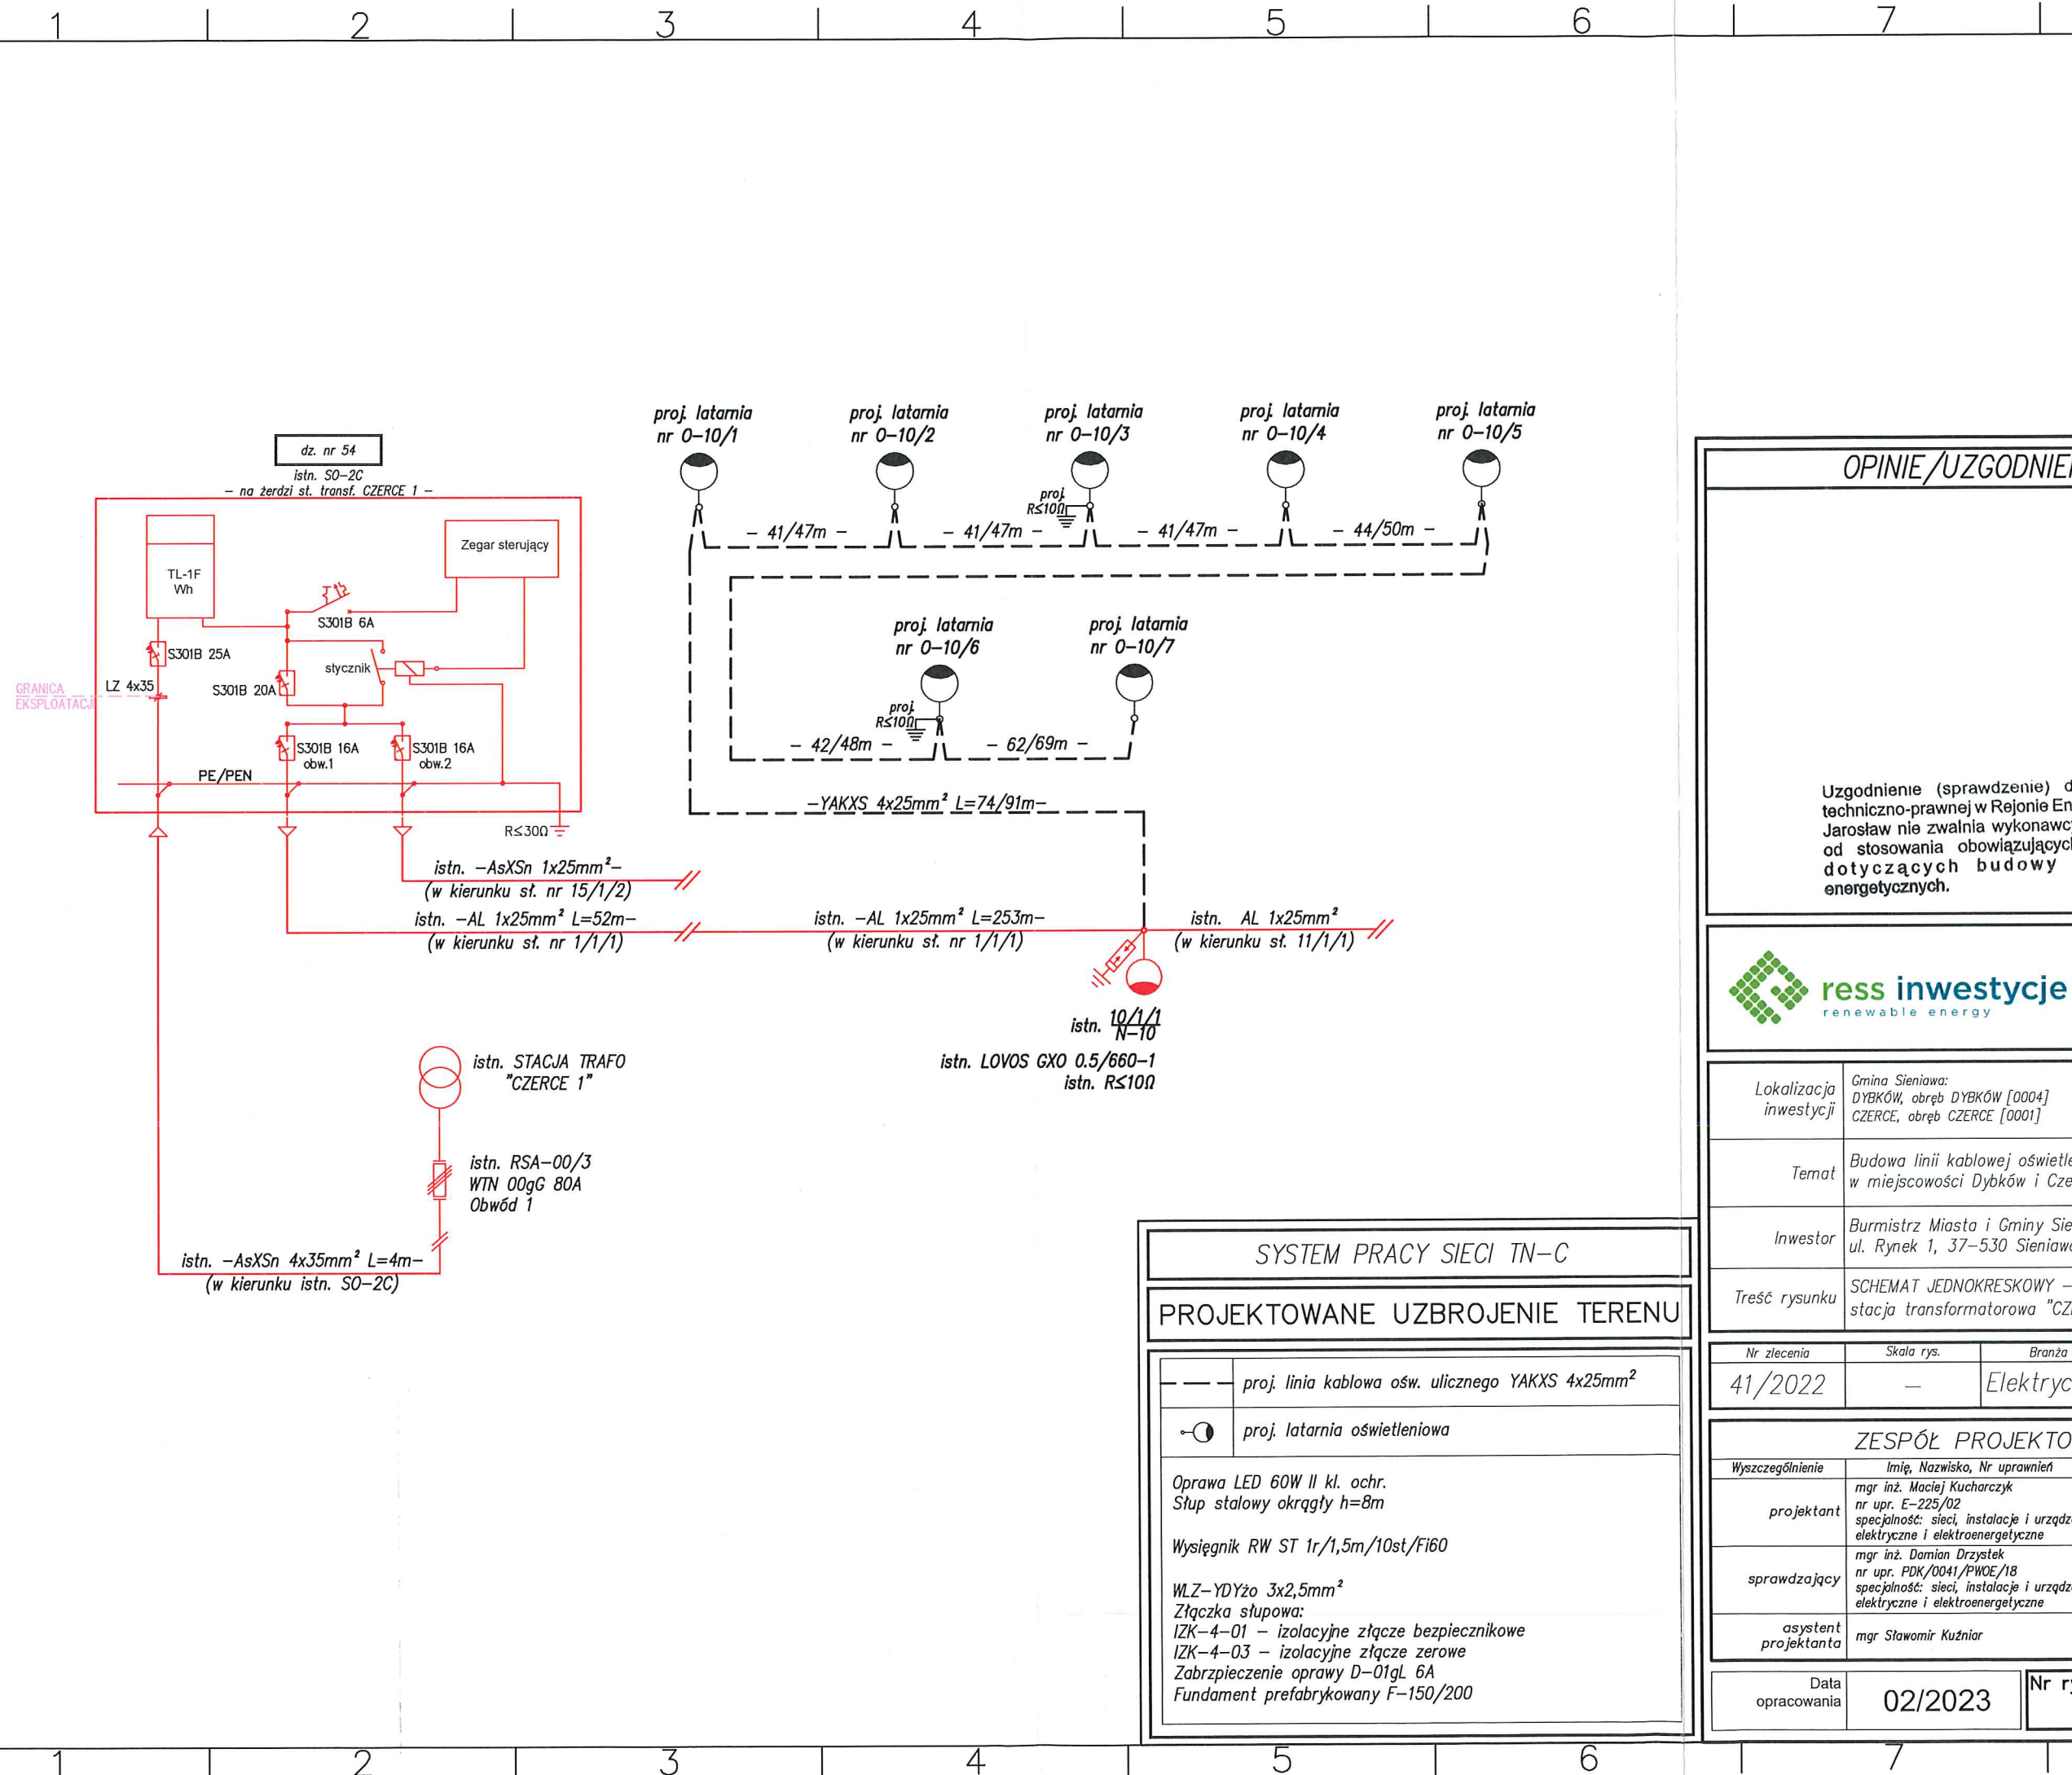 1 2 3 4 5 6 7
dz. nr 54
istn. SO-2C
- na żerdzi st. transf. CZERCE 1 -
TL-1F
Wh
Zegar sterujący
S301B 6A
S301B 25A
stycznik
LZ 4x35
S301B 20A
GRANICA
EKSPLOATACJI
S301B 16A
obw.1
S301B 16A
obw.2
PE/PEN
R≤30Ω
proj. latarnia
nr O-10/1
proj. latarnia
nr O-10/2
proj. latarnia
nr O-10/3
proj. latarnia
nr O-10/4
proj. latarnia
nr O-10/5
proj.
R≤10Ω
- 41/47m -
- 41/47m -
- 41/47m -
- 44/50m -
proj. latarnia
nr O-10/6
proj. latarnia
nr O-10/7
proj.
R≤10Ω
- 42/48m -
- 62/69m -
-YAKXS 4x25mm² L=74/91m-
istn. -AsXSn 1x25mm²-
(w kierunku sł. nr 15/1/2)
istn. -AL 1x25mm² L=52m-
(w kierunku sł. nr 1/1/1)
istn. -AL 1x25mm² L=253m-
(w kierunku sł. nr 1/1/1)
istn. AL 1x25mm²
(w kierunku sł. 11/1/1)
istn. 10/1/1
N-10
istn. LOVOS GXO 0.5/660-1
istn. R≤10Ω
istn. STACJA TRAFO
"CZERCE 1"
istn. RSA-00/3
WTN 00gG 80A
Obwód 1
istn. -AsXSn 4x35mm² L=4m-
(w kierunku istn. SO-2C)
SYSTEM PRACY SIECI TN-C
PROJEKTOWANE UZBROJENIE TERENU
proj. linia kablowa ośw. ulicznego YAKXS 4x25mm²
proj. latarnia oświetleniowa
Oprawa LED 60W II kl. ochr.
Słup stalowy okrągły h=8m
Wysięgnik RW ST 1r/1,5m/10st/Fi60
WLZ-YDYżo 3x2,5mm²
Złączka słupowa:
IZK-4-01 - izolacyjne złącze bezpiecznikowe
IZK-4-03 - izolacyjne złącze zerowe
Zabrzpieczenie oprawy D-01gL 6A
Fundament prefabrykowany F-150/200
OPINIE/UZGODNIE
Uzgodnienie (sprawdzenie) d
techniczno-prawnej w Rejonie En
Jarosław nie zwalnia wykonawc
od stosowania obowiązującyc
dotyczących budowy
energetycznych.
ress inwestycje
renewable energy
Lokalizacja
inwestycji
Gmina Sieniawa:
DYBKÓW, obręb DYBKÓW [0004]
CZERCE, obręb CZERCE [0001]
Temat
Budowa linii kablowej oświetle
w miejscowości Dybków i Cze
Inwestor
Burmistrz Miasta i Gminy Sie
ul. Rynek 1, 37-530 Sieniaw
Treść rysunku
SCHEMAT JEDNOKRESKOWY -
stacja transformatorowa "CZ
Nr zlecenia
Skala rys.
Branża
41/2022
-
Elektryc
ZESPÓŁ PROJEKTO
Wyszczególnienie
Imię, Nazwisko, Nr uprawnień
projektant
mgr inż. Maciej Kucharczyk
nr upr. E-225/02
specjalność: sieci, instalacje i urządz
elektryczne i elektroenergetyczne
sprawdzający
mgr inż. Damian Drzystek
nr upr. PDK/0041/PWOE/18
specjalność: sieci, instalacje i urządz
elektryczne i elektroenergetyczne
asystent
projektanta
mgr Sławomir Kuźniar
Data
opracowania
02/2023
Nr r
1 2 3 4 5 6 7